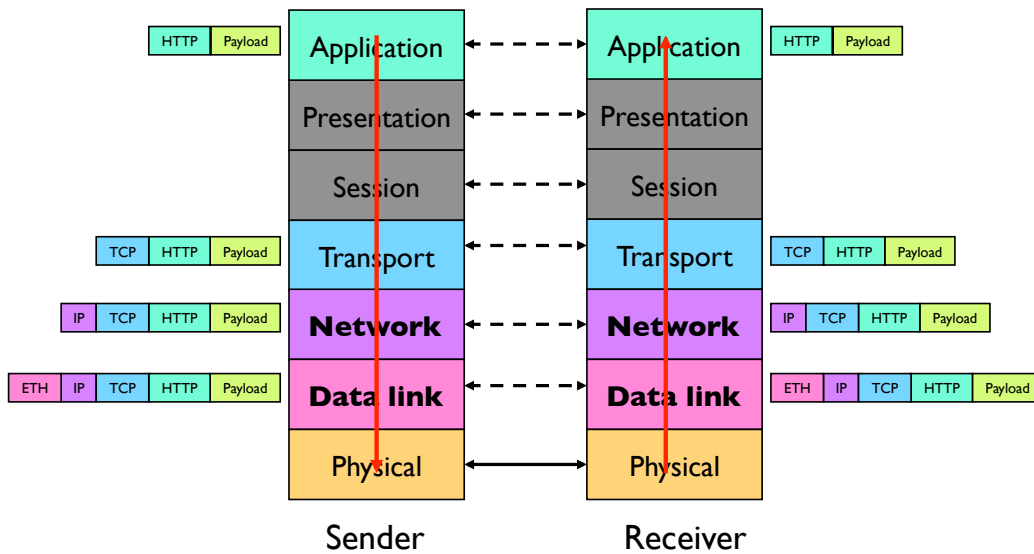 HTTP Payload Application Application HTTP Payload
Presentation Presentation
Session Session
TCP HTTP Payload Transport Transport TCP HTTP Payload
IP TCP HTTP Payload Network Network IP TCP HTTP Payload
ETH IP TCP HTTP Payload Data link Data link ETH IP TCP HTTP Payload
Physical Physical
Sender Receiver